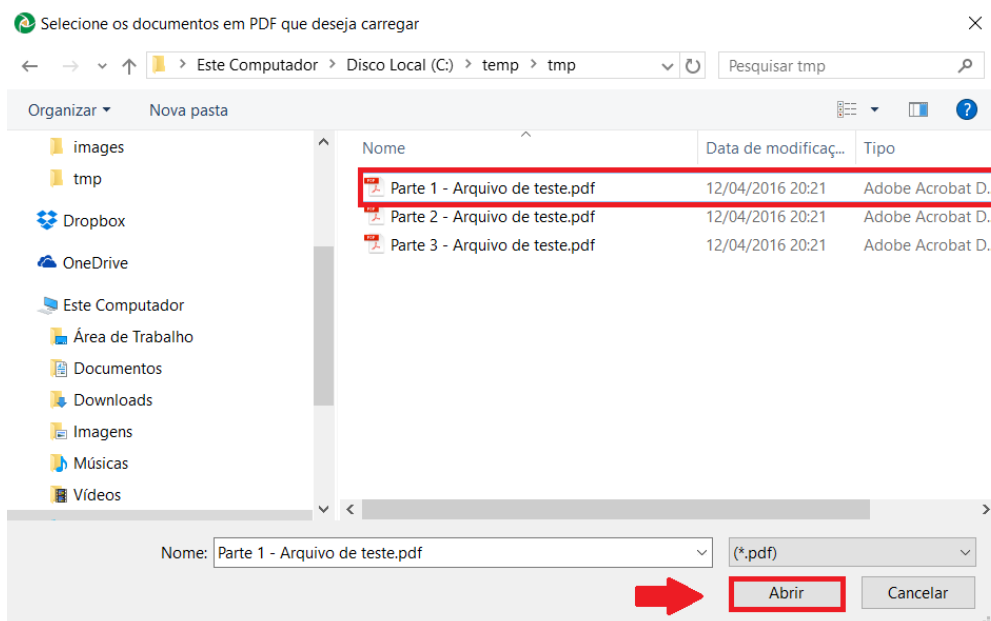 Selecione os documentos em PDF que deseja carregar
Este Computador > Disco Local (C:) > temp > tmp
Pesquisar tmp
Organizar
Nova pasta
?
images
tmp
Dropbox
OneDrive
Este Computador
Área de Trabalho
Documentos
Downloads
Imagens
Músicas
Vídeos
Nome
Data de modificaç...
Tipo
Parte 1 - Arquivo de teste.pdf
12/04/2016 20:21
Adobe Acrobat D.
Parte 2 - Arquivo de teste.pdf
12/04/2016 20:21
Adobe Acrobat D.
Parte 3 - Arquivo de teste.pdf
12/04/2016 20:21
Adobe Acrobat D.
Nome: Parte 1 - Arquivo de teste.pdf
(*.pdf)
Abrir
Cancelar